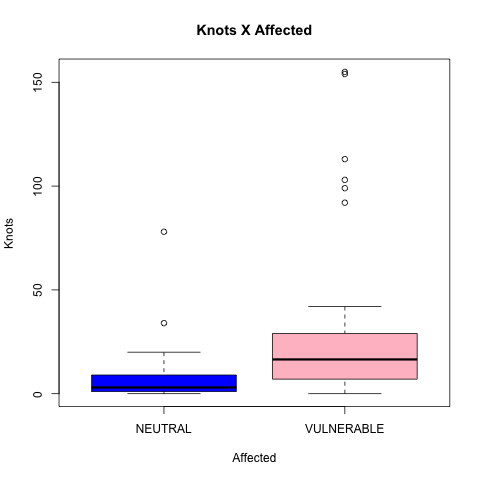 Knots X Affected
150
100
50
0
Knots
NEUTRAL
VULNERABLE
Affected